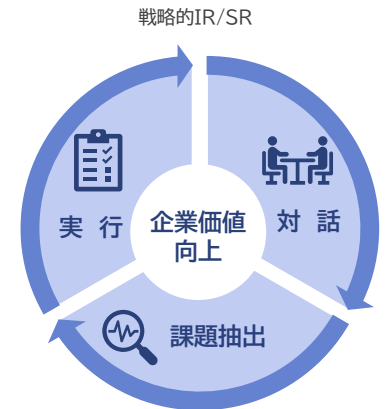 戦略的IR/SR
実 行
企業価値
向上
対 話
課題抽出